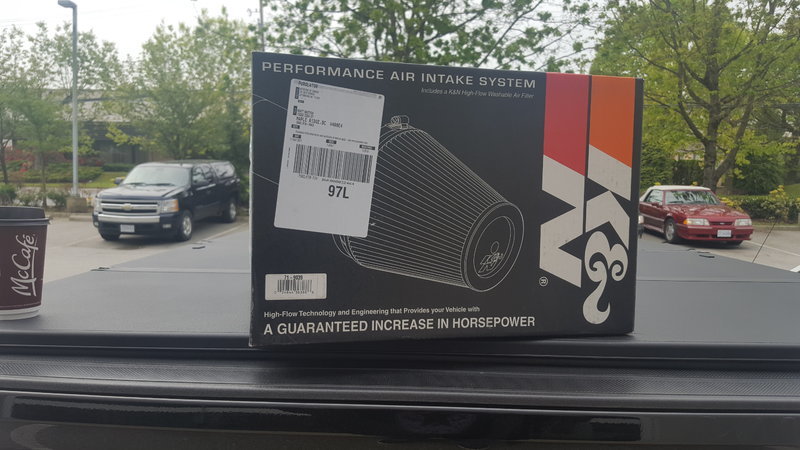 PERFORMANCE AIR INTAKE SYSTEM
Includes a K&N High-Flow Washable Air Filter
PUROLATOR
97L
K&N®
K&N
McCafé
High-Flow Technology and Engineering that Provides your Vehicle with
A GUARANTEED INCREASE IN HORSEPOWER